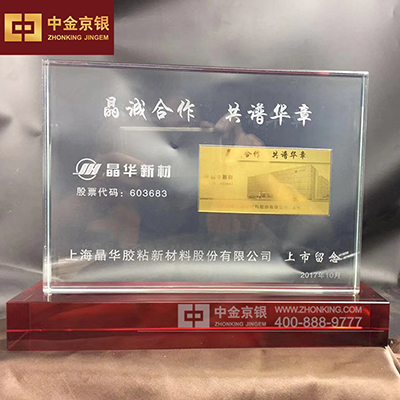 中金京银
ZHONKING JINGEM
晶诚合作 共谱华章
JH 晶华新材
股票代码：603683
合作 共谱华章
上海晶华胶粘新材料股份有限公司 上市留念
2017年10月
中金京银
ZHONKING JINGEM
WWW.ZHONKING.COM
400-888-9777